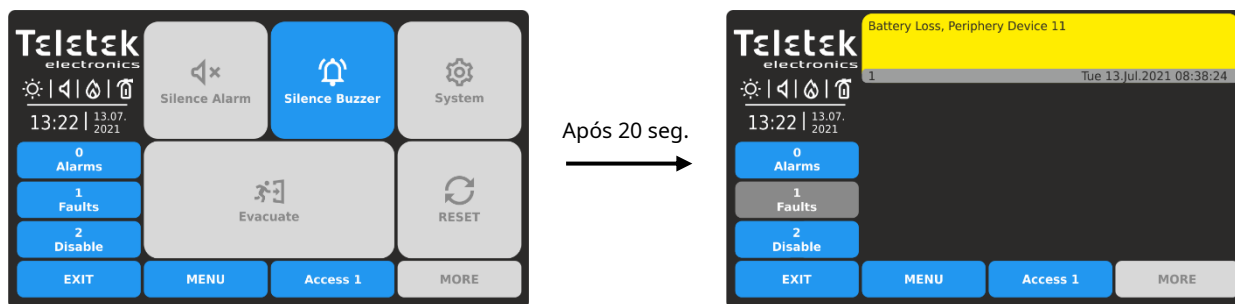 Teletek
electronics
13:22 | 13.07.
2021
0
Alarms
1
Faults
2
Disable
EXIT
Silence Alarm
Silence Buzzer
System
Evacuate
RESET
MENU
Access 1
MORE
Após 20 seg.
Teletek
electronics
13:22 | 13.07.
2021
0
Alarms
1
Faults
2
Disable
EXIT
Battery Loss, Periphery Device 11
1 Tue 13.Jul.2021 08:38:24
MENU
Access 1
MORE